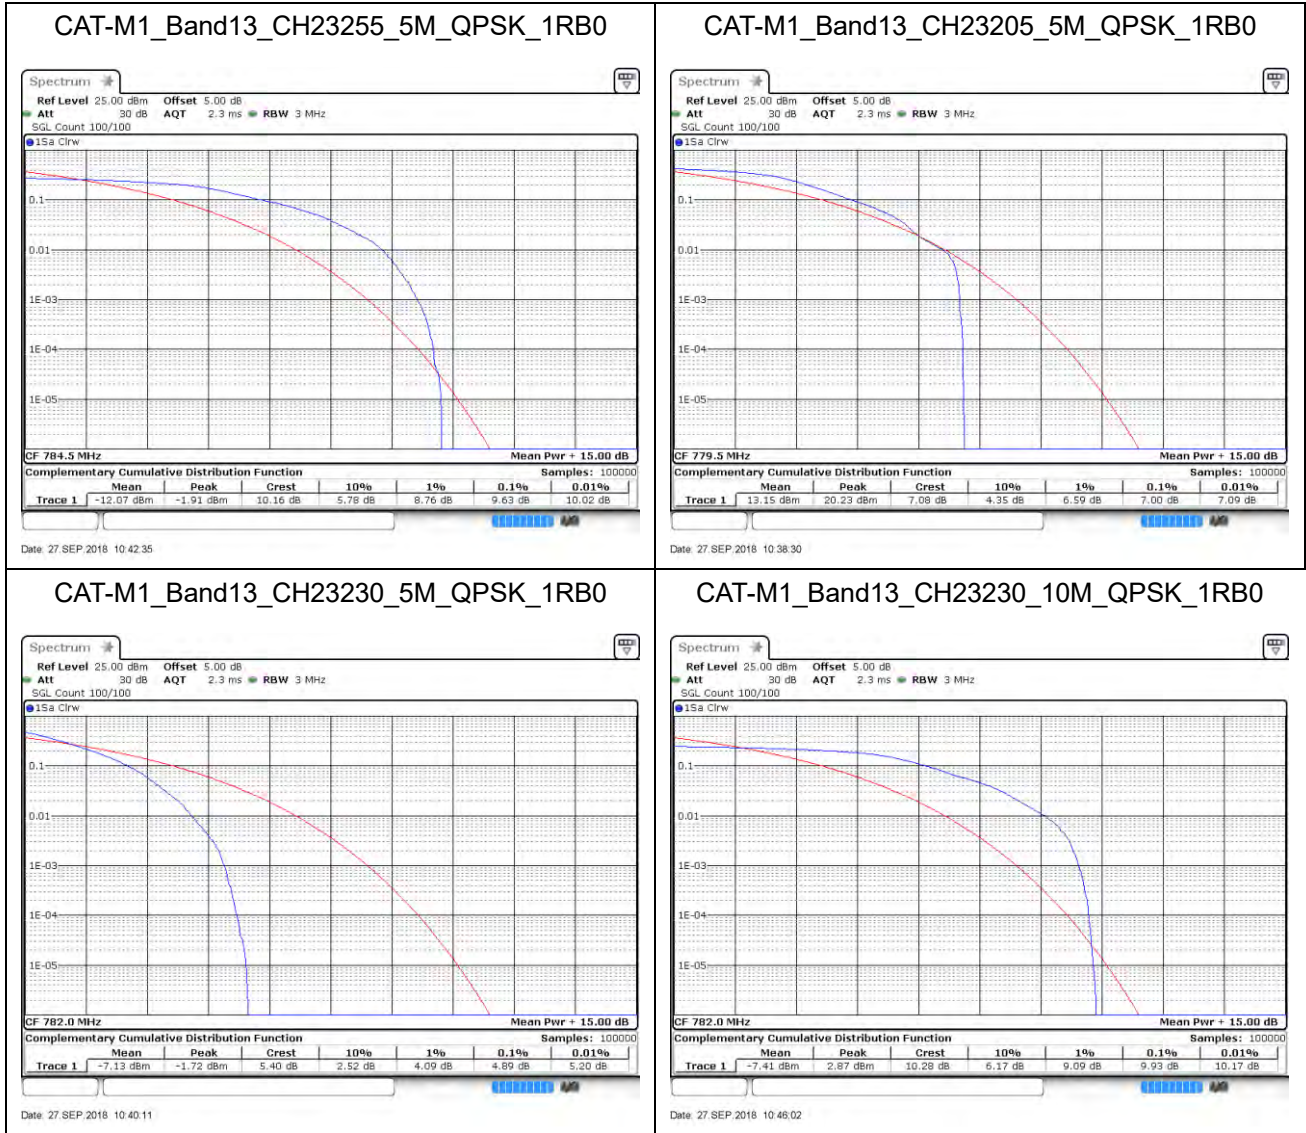 CAT-M1_Band13_CH23255_5M_QPSK_1RB0
Spectrum
Ref Level 25.00 dBm Offset 5.00 dB
Att 30 dB AQT 2.3 ms RBW 3 MHz
SGL Count 100/100
1Sa Clrw
0.1
0.01
1E-03
1E-04
1E-05
CF 784.5 MHz Mean Pwr + 15.00 dB
Complementary Cumulative Distribution Function Samples: 100000
Mean Peak Crest 10% 1% 0.1% 0.01%
Trace 1 -12.07 dBm -1.91 dBm 10.16 dB 5.78 dB 8.76 dB 9.63 dB 10.02 dB
Date: 27.SEP.2018 10:42:35
CAT-M1_Band13_CH23205_5M_QPSK_1RB0
Spectrum
Ref Level 25.00 dBm Offset 5.00 dB
Att 30 dB AQT 2.3 ms RBW 3 MHz
SGL Count 100/100
1Sa Clrw
0.1
0.01
1E-03
1E-04
1E-05
CF 779.5 MHz Mean Pwr + 15.00 dB
Complementary Cumulative Distribution Function Samples: 100000
Mean Peak Crest 10% 1% 0.1% 0.01%
Trace 1 13.15 dBm 20.23 dBm 7.08 dB 4.35 dB 6.59 dB 7.00 dB 7.09 dB
Date: 27.SEP.2018 10:38:30
CAT-M1_Band13_CH23230_5M_QPSK_1RB0
Spectrum
Ref Level 25.00 dBm Offset 5.00 dB
Att 30 dB AQT 2.3 ms RBW 3 MHz
SGL Count 100/100
1Sa Clrw
0.1
0.01
1E-03
1E-04
1E-05
CF 782.0 MHz Mean Pwr + 15.00 dB
Complementary Cumulative Distribution Function Samples: 100000
Mean Peak Crest 10% 1% 0.1% 0.01%
Trace 1 -7.13 dBm -1.72 dBm 5.40 dB 2.52 dB 4.09 dB 4.89 dB 5.20 dB
Date: 27.SEP.2018 10:40:11
CAT-M1_Band13_CH23230_10M_QPSK_1RB0
Spectrum
Ref Level 25.00 dBm Offset 5.00 dB
Att 30 dB AQT 2.3 ms RBW 3 MHz
SGL Count 100/100
1Sa Clrw
0.1
0.01
1E-03
1E-04
1E-05
CF 782.0 MHz Mean Pwr + 15.00 dB
Complementary Cumulative Distribution Function Samples: 100000
Mean Peak Crest 10% 1% 0.1% 0.01%
Trace 1 -7.41 dBm 2.87 dBm 10.28 dB 6.17 dB 9.09 dB 9.93 dB 10.17 dB
Date: 27.SEP.2018 10:46:02